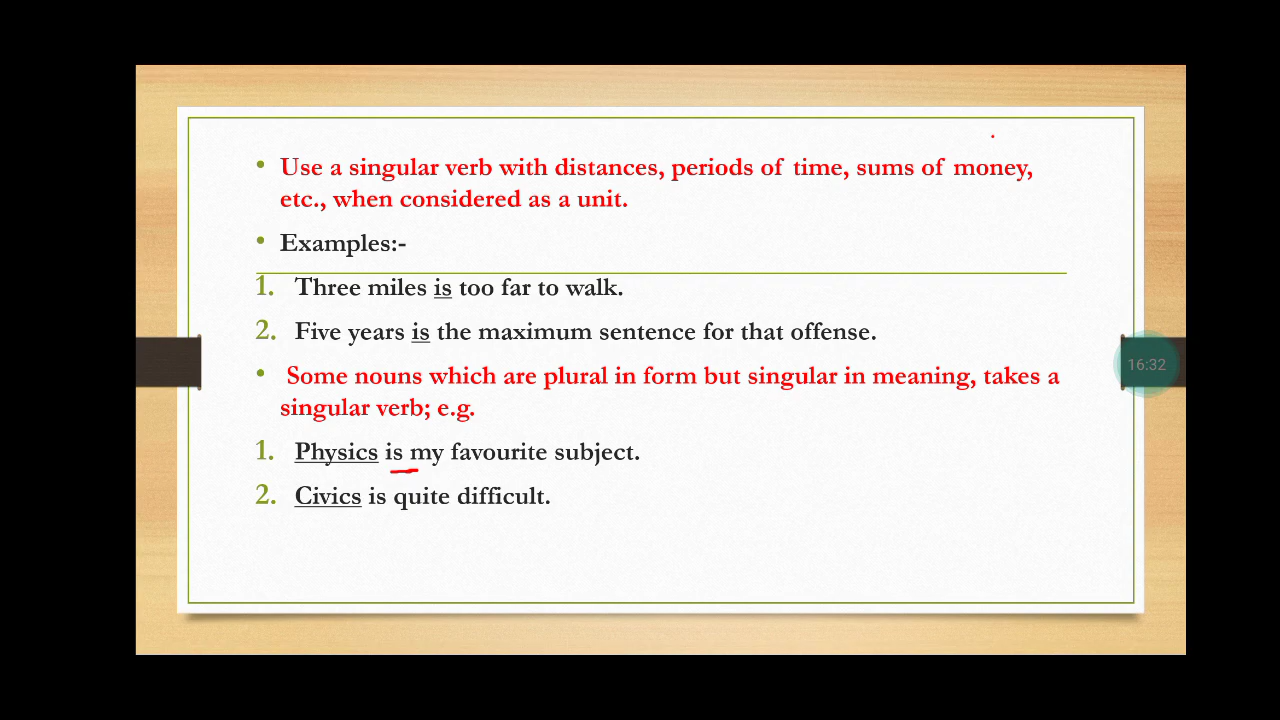 • Use a singular verb with distances, periods of time, sums of money,
etc., when considered as a unit.
• Examples:-
1. Three miles is too far to walk.
2. Five years is the maximum sentence for that offense.
• Some nouns which are plural in form but singular in meaning, takes a
singular verb; e.g.
1. Physics is my favourite subject.
2. Civics is quite difficult.
16:32